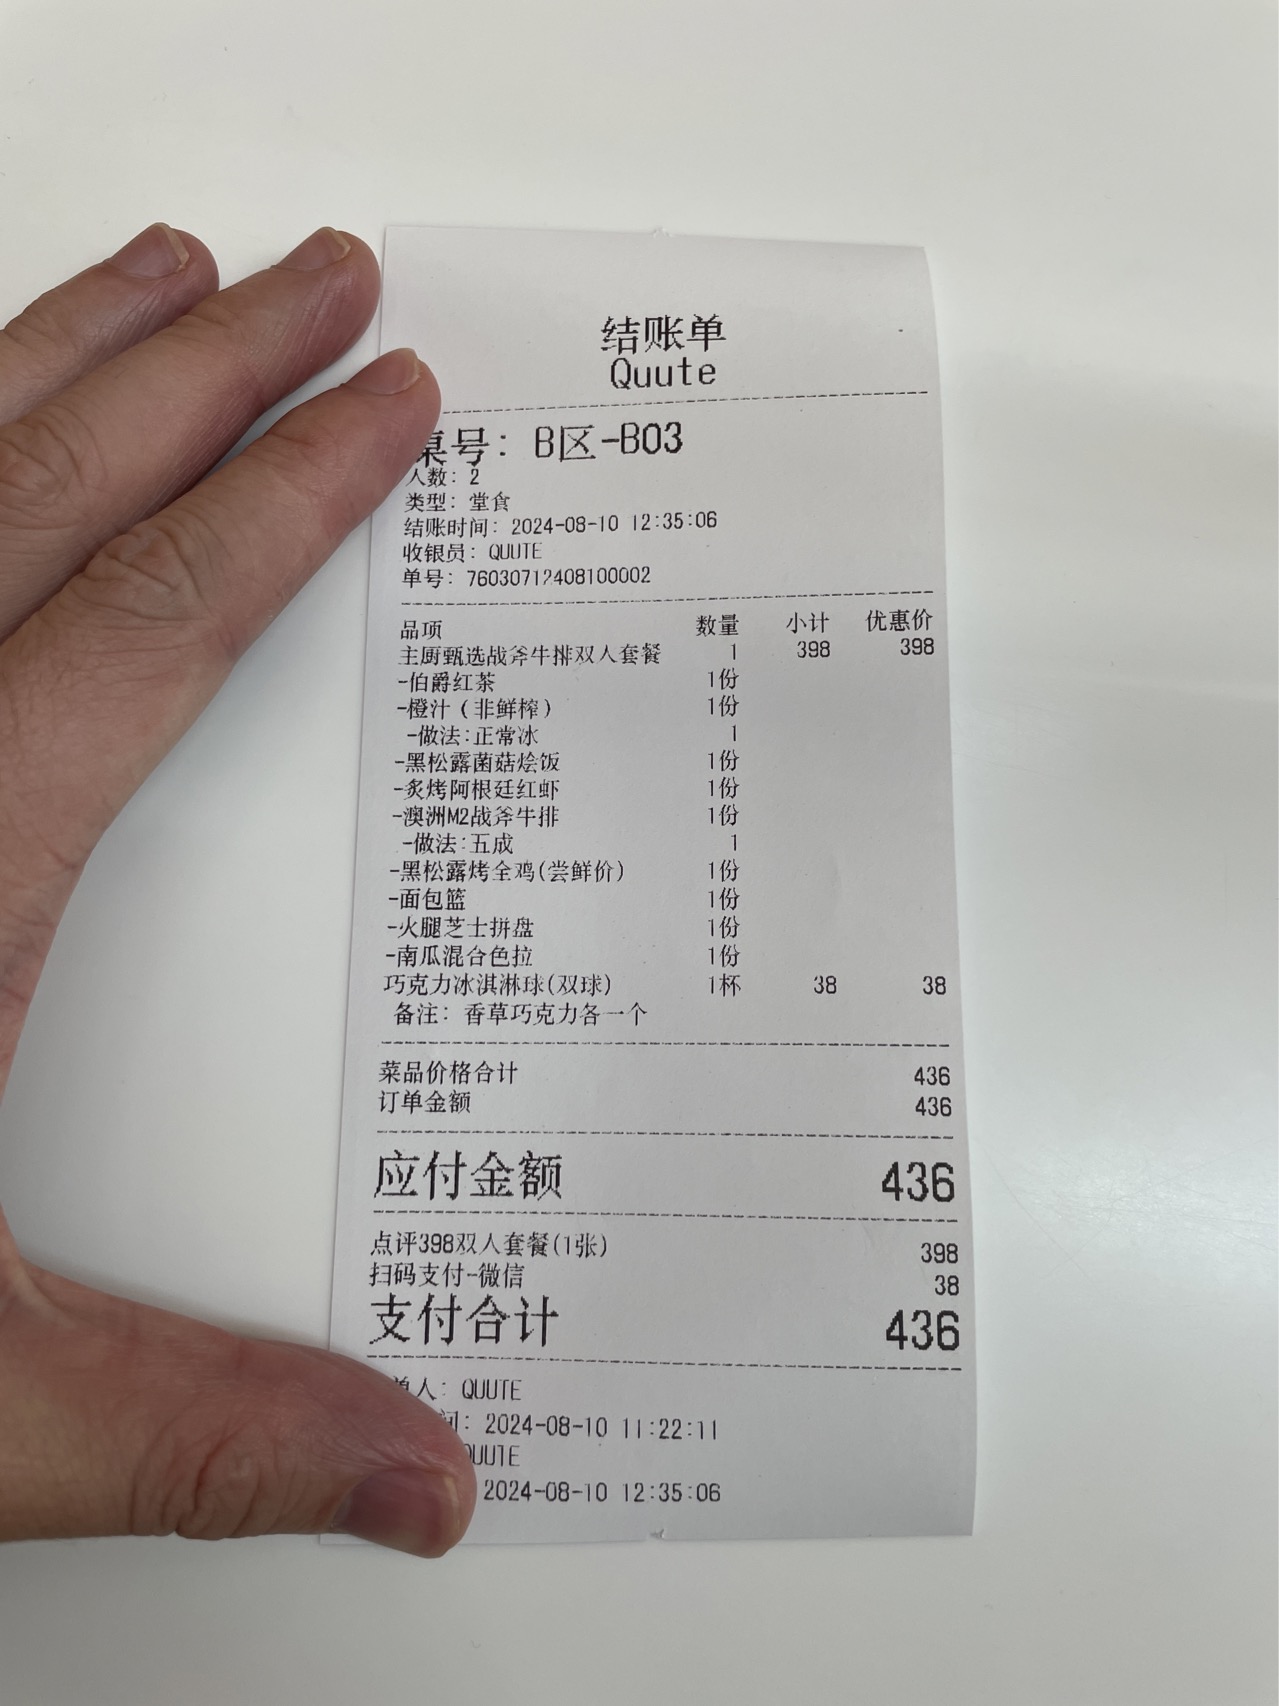 结账单
Quute
桌号: B区-B03
人数: 2
类型: 堂食
结账时间: 2024-08-10 12:35:06
收银员: QUUTE
单号: 76030712408100002
品项 数量 小计 优惠价
主厨甄选战斧牛排双人套餐 1 398 398
-伯爵红茶 1份
-橙汁(非鲜榨) 1份
-做法:正常冰 1
-黑松露菌菇烩饭 1份
-炙烤阿根廷红虾 1份
-澳洲M2战斧牛排 1份
-做法:五成 1
-黑松露烤全鸡(尝鲜价) 1份
-面包篮 1份
-火腿芝士拼盘 1份
-南瓜混合色拉 1份
巧克力冰淇淋球(双球) 1杯 38 38
备注: 香草巧克力各一个
菜品价格合计 436
订单金额 436
应付金额 436
点评398双人套餐(1张) 398
扫码支付-微信 38
支付合计 436
单人: QUUTE
间: 2024-08-10 11:22:11
QUUTE
2024-08-10 12:35:06